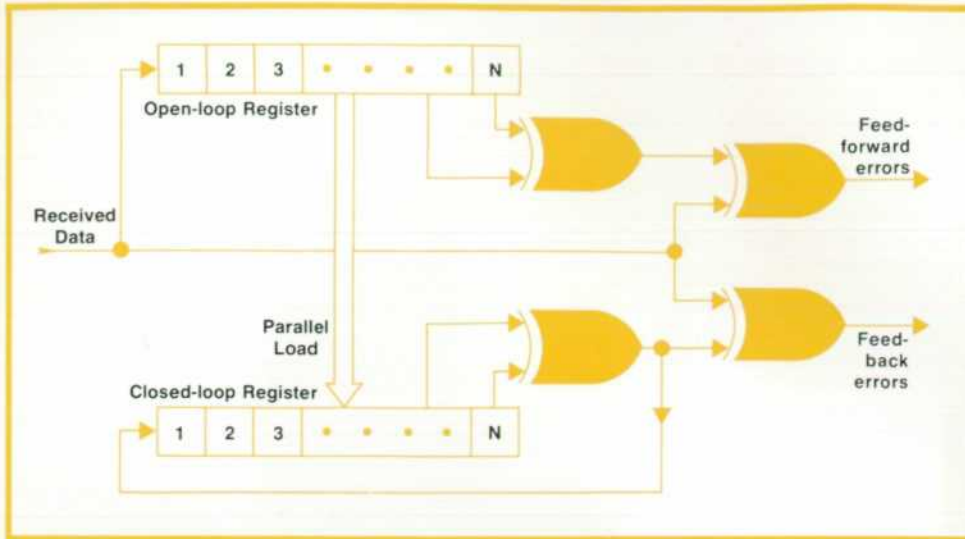 1 2 3 • • • • N
Open-loop Register
Feed-
forward
errors
Received
Data
Parallel
Load
Feed-
back
errors
Closed-loop Register
1 2 3 • • • • N